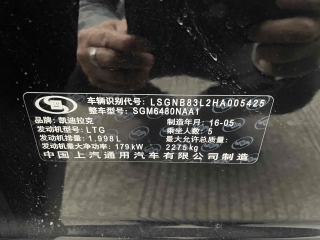 车辆识别代号: LSGNB83L2HA005425
整车型号: SGM6480NAA1
品牌: 凯迪拉克 制造年月: 16-05
发动机型号: LTG 乘坐人数: 5
发动机排量: 1,998L 最大允许总质量:
发动机最大净功率: 179kW 2275kg
中国上汽通用汽车有限公司制造